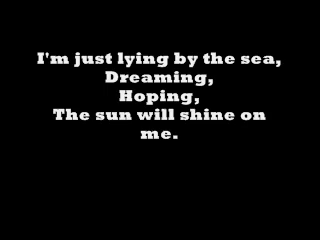 I'm just lying by the sea,
Dreaming,
Hoping,
The sun will shine on
me.